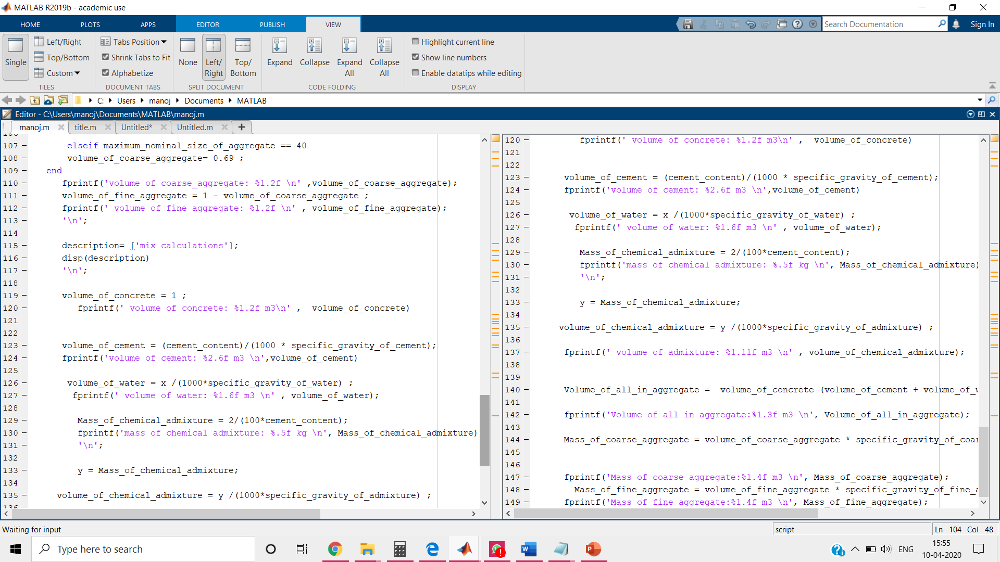 MATLAB R2019b - academic use
HOME PLOTS APPS EDITOR PUBLISH VIEW
Search Documentation
Sign In
Single
Left/Right
Top/Bottom
Custom
TILES
Tabs Position
Shrink Tabs to Fit
Alphabetize
DOCUMENT TABS
None
Left/
Right
Top/
Bottom
SPLIT DOCUMENT
Expand
Collapse
Expand
All
Collapse
All
CODE FOLDING
Highlight current line
Show line numbers
Enable datatips while editing
DISPLAY
C: Users manoj Documents MATLAB
Editor - C:\Users\manoj\Documents\MATLAB\manoj.m
manoj.m title.m Untitled* Untitled.m
107 elseif maximum_nominal_size_of_aggregate == 40
108 volume_of_coarse_aggregate= 0.69 ;
109 end
110 fprintf('volume of coarse_aggregate: %1.2f \n' ,volume_of_coarse_aggregate);
111 volume_of_fine_aggregate = 1 - volume_of_coarse_aggregate ;
112 fprintf(' volume of fine aggregate: %1.2f \n' , volume_of_fine_aggregate);
113 '\n';
114
115 description= ['mix calculations'];
116 disp(description)
117 '\n';
118
119 volume_of_concrete = 1 ;
120 fprintf(' volume of concrete: %1.2f m3\n' , volume_of_concrete)
121
122
123 volume_of_cement = (cement_content)/(1000 * specific_gravity_of_cement);
124 fprintf('volume of cement: %2.6f m3 \n',volume_of_cement)
125
126 volume_of_water = x /(1000*specific_gravity_of_water) ;
127 fprintf(' volume of water: %1.6f m3 \n' , volume_of_water);
128
129 Mass_of_chemical_admixture = 2/(100*cement_content);
130 fprintf('mass of chemical admixture: %.5f kg \n', Mass_of_chemical_admixture)
131 '\n';
132
133 y = Mass_of_chemical_admixture;
134
135 volume_of_chemical_admixture = y /(1000*specific_gravity_of_admixture) ;
136
120 fprintf(' volume of concrete: %1.2f m3\n' , volume_of_concrete)
121
122
123 volume_of_cement = (cement_content)/(1000 * specific_gravity_of_cement);
124 fprintf('volume of cement: %2.6f m3 \n',volume_of_cement)
125
126 volume_of_water = x /(1000*specific_gravity_of_water) ;
127 fprintf(' volume of water: %1.6f m3 \n' , volume_of_water);
128
129 Mass_of_chemical_admixture = 2/(100*cement_content);
130 fprintf('mass of chemical admixture: %.5f kg \n', Mass_of_chemical_admixture)
131 '\n';
132
133 y = Mass_of_chemical_admixture;
134
135 volume_of_chemical_admixture = y /(1000*specific_gravity_of_admixture) ;
136
137 fprintf(' volume of admixture: %1.11f m3 \n' , volume_of_chemical_admixture);
138
139
140 Volume_of_all_in_aggregate = volume_of_concrete-(volume_of_cement + volume_of_w
141
142 fprintf('Volume of all in aggregate:%1.3f m3 \n', Volume_of_all_in_aggregate);
143
144 Mass_of_coarse_aggregate = volume_of_coarse_aggregate * specific_gravity_of_coar
145
146
147 fprintf('Mass of coarse aggregate:%1.4f m3 \n', Mass_of_coarse_aggregate);
148 Mass_of_fine_aggregate = volume_of_fine_aggregate * specific_gravity_of_fine_a
149 fprintf('Mass of fine aggregate:%1.4f m3 \n', Mass_of_fine_aggregate);
Waiting for input
script
Ln 104 Col 48
Type here to search
ENG
15:55
10-04-2020